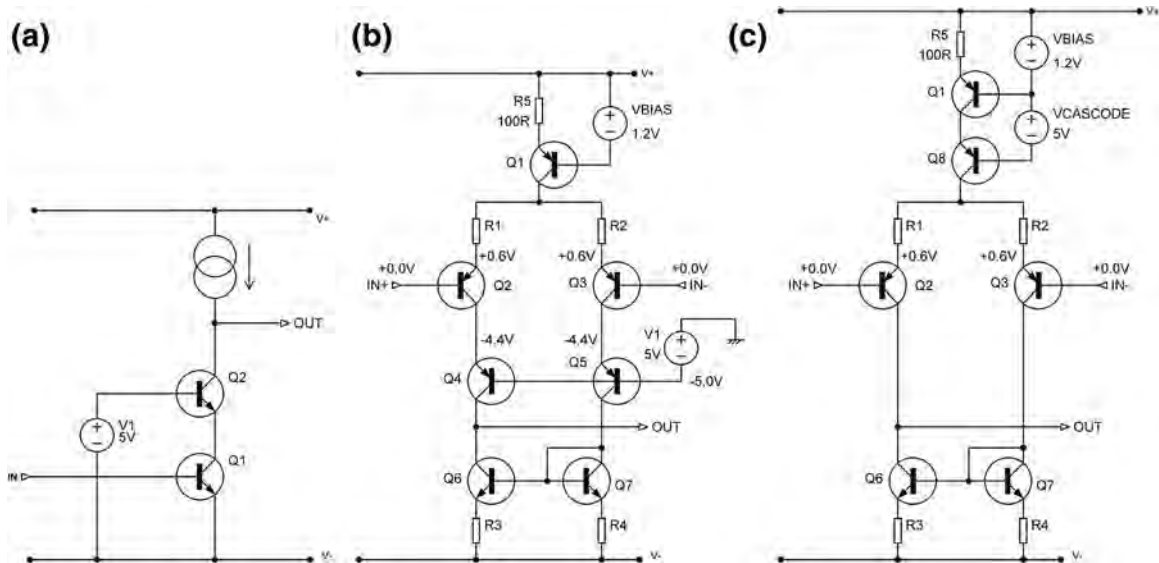 (a)
V+
OUT
Q2
V1
5V
Q1
IN
V-
(b)
V+
R5
100R
VBIAS
1.2V
Q1
R1
R2
+0.6V
+0.6V
+0.0V
+0.0V
IN+
Q2
Q3
IN-
-4.4V
-4.4V
V1
5V
Q4
Q5
-5.0V
OUT
Q6
Q7
R3
R4
V-
(c)
V+
R5
100R
VBIAS
1.2V
Q1
VCASCODE
5V
Q8
R1
R2
+0.6V
+0.6V
+0.0V
+0.0V
IN+
Q2
Q3
IN-
OUT
Q6
Q7
R3
R4
V-